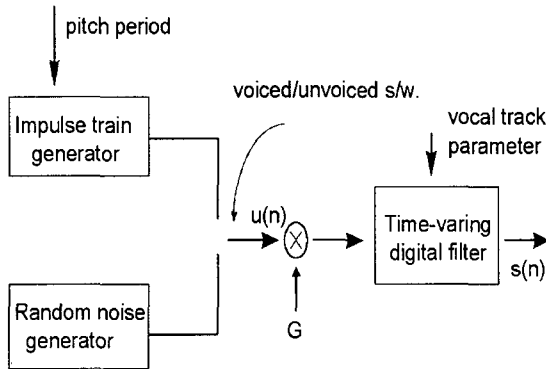 pitch period
voiced/unvoiced s/w.
Impulse train
generator
vocal track
parameter
u(n)
Time-varing
digital filter
s(n)
Random noise
generator
G